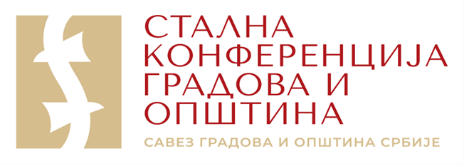 СТАЛНА
КОНФЕРЕНЦИЈА
ГРАДОВА И
ОПШТИНА
САВЕЗ ГРАДОВА И ОПШТИНА СРБИЈЕ